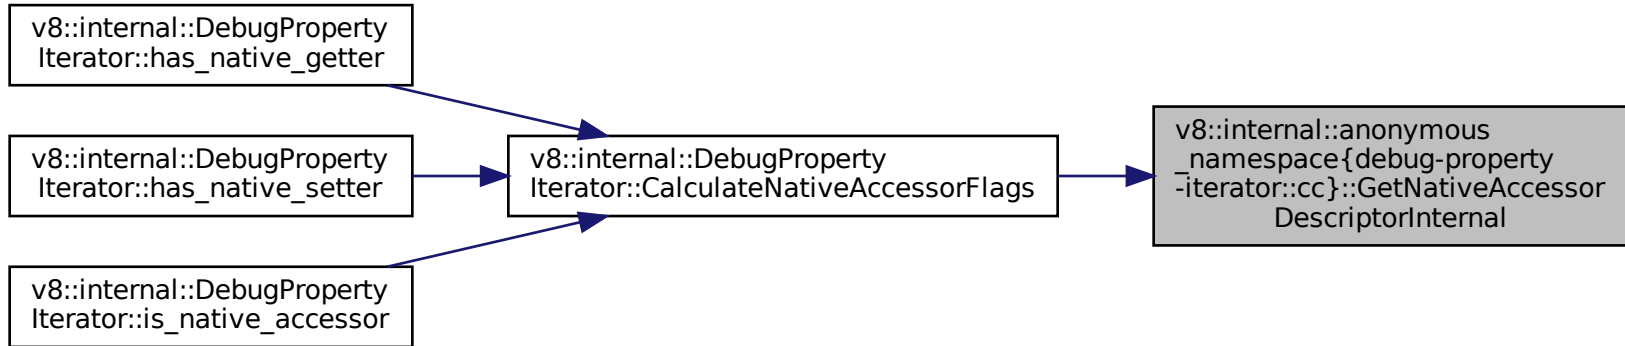 v8::internal::DebugProperty
Iterator::has_native_getter
v8::internal::DebugProperty
Iterator::has_native_setter
v8::internal::DebugProperty
Iterator::is_native_accessor
v8::internal::DebugProperty
Iterator::CalculateNativeAccessorFlags
v8::internal::anonymous
_namespace{debug-property
-iterator::cc}::GetNativeAccessor
DescriptorInternal